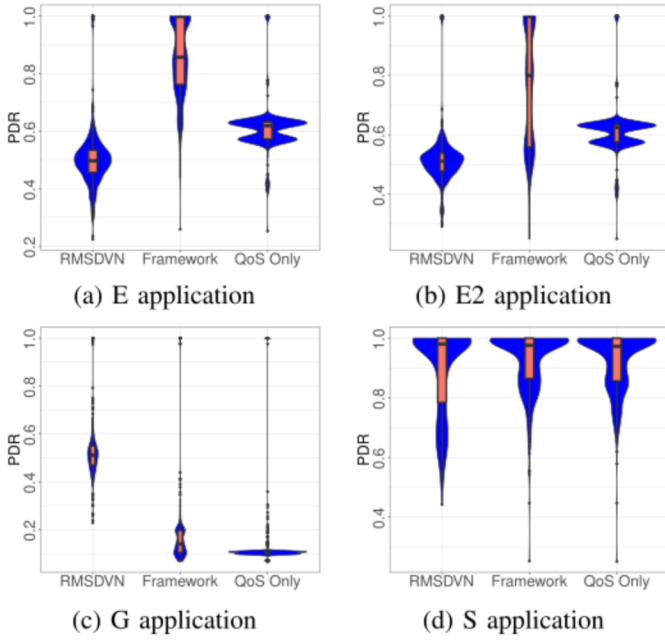 PDR
1.0
0.8
0.6
0.4
0.2
RMSDVN Framework QoS Only
(a) E application
PDR
1.0
0.8
0.6
0.4
RMSDVN Framework QoS Only
(b) E2 application
PDR
1.0
0.8
0.6
0.4
0.2
RMSDVN Framework QoS Only
(c) G application
PDR
1.0
0.8
0.6
0.4
RMSDVN Framework QoS Only
(d) S application